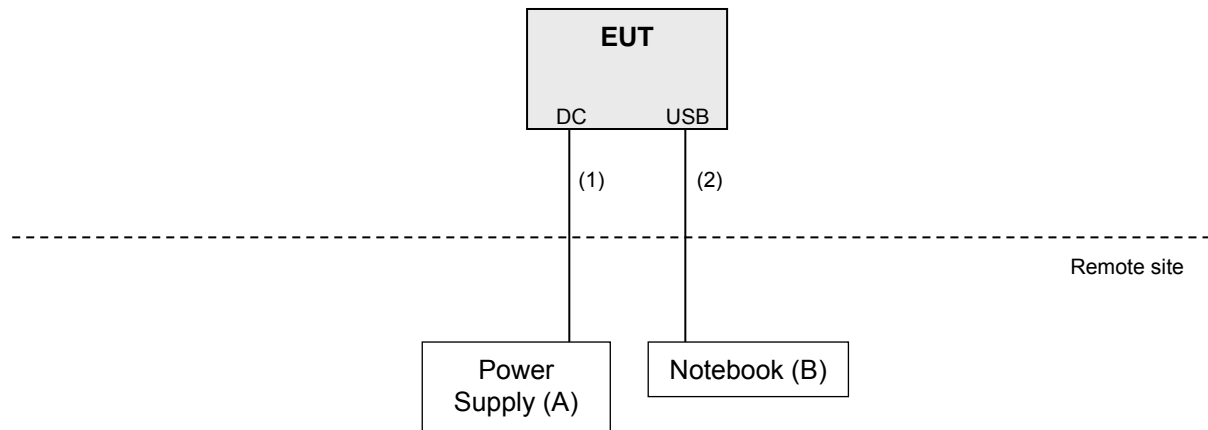 EUT
DC USB
(1) (2)
Remote site
Power
Supply (A)
Notebook (B)